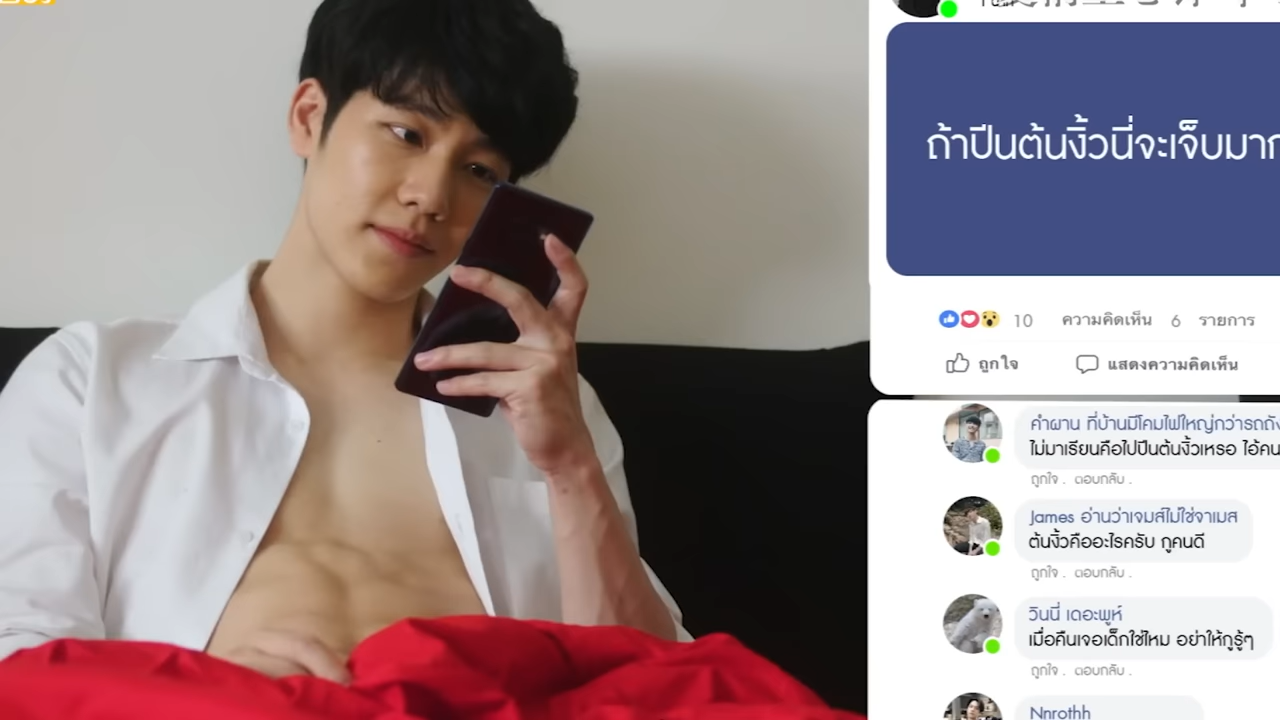 ถ้าปีนต้นงิ้วนี่จะเจ็บมาก
10 ความคิดเห็น 6 รายการ
ถูกใจ แสดงความคิดเห็น
คำผาน ที่บ้านมีโคมไฟใหญ่กว่ารถถัง
ไม่มาเรียนคือไปปีนต้นงิ้วเหรอ ไอ้คน
ถูกใจ . ตอบกลับ .
James อ่านว่าเจมส์ไม่ใช่จาเมส
ต้นงิ้วคืออะไรครับ กูคนดี
ถูกใจ . ตอบกลับ .
วินนี่ เดอะพูห์
เมื่อคืนเจอเด็กใช่ไหม อย่าให้กูรู้ๆ
ถูกใจ . ตอบกลับ .
Nnrothh